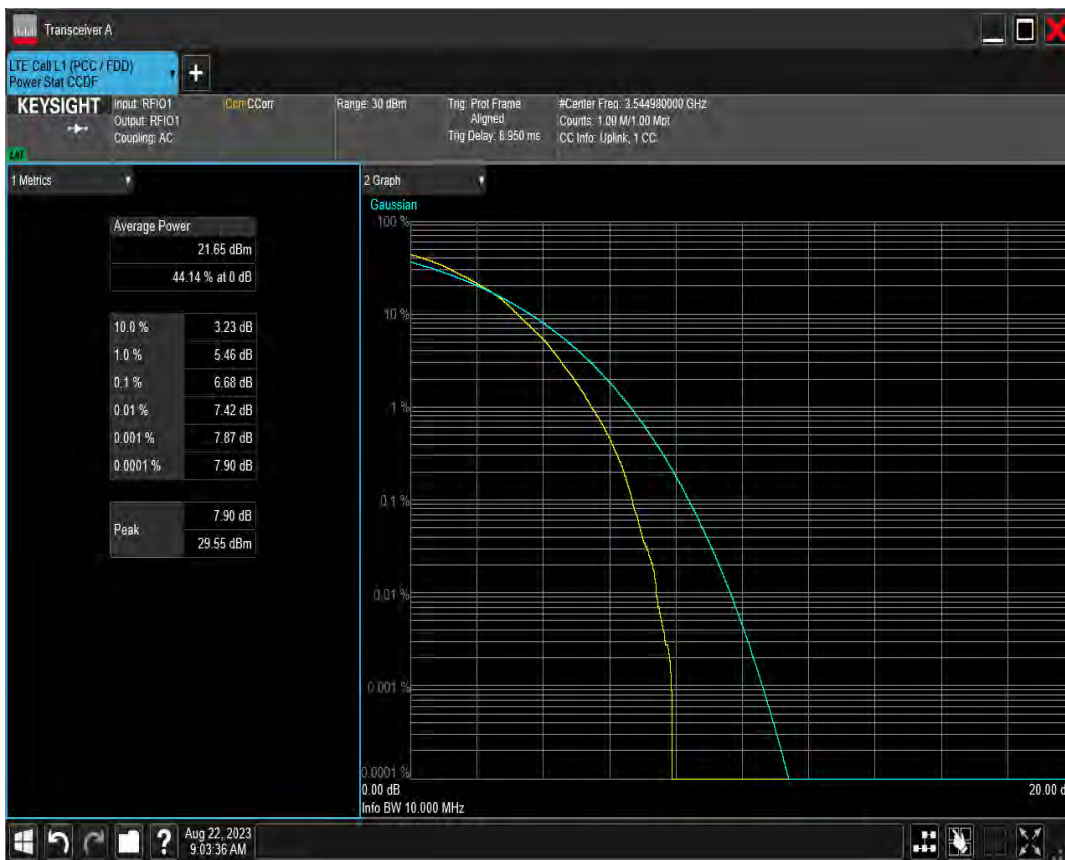 Transceiver A
LTE Cell L1 (PCC / FDD)
Power Stat CCDF
KEYSIGHT
Input: RFIO1
Output: RFIO1
Coupling: AC
Corr CCorr
Range: 30 dBm
Trig: Prot Frame
Aligned
Trig Delay: 8.950 ms
#Center Freq: 3.544980000 GHz
Counts: 1.00 M/1.00 Mpt
CC Info: Uplink, 1 CC
1 Metrics
Average Power
21.65 dBm
44.14 % at 0 dB
10.0 % 3.23 dB
1.0 % 5.46 dB
0.1 % 6.68 dB
0.01 % 7.42 dB
0.001 % 7.87 dB
0.0001 % 7.90 dB
Peak
7.90 dB
29.55 dBm
2 Graph
Gaussian
100 %
10 %
1 %
0.1 %
0.01 %
0.001 %
0.0001 %
0.00 dB
20.00 d
Info BW 10.000 MHz
?
Aug 22, 2023
9:03:36 AM